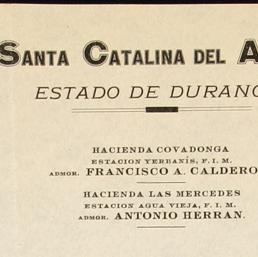 SANTA CATALINA DEL A
ESTADO DE DURANG
HACIENDA COVADONGA
ESTACION YERBANÍS, F. I. M.
ADMOR. FRANCISCO A. CALDERO
HACIENDA LAS MERCEDES
ESTACION AGUA VIEJA, F. I. M.
ADMOR. ANTONIO HERRAN.